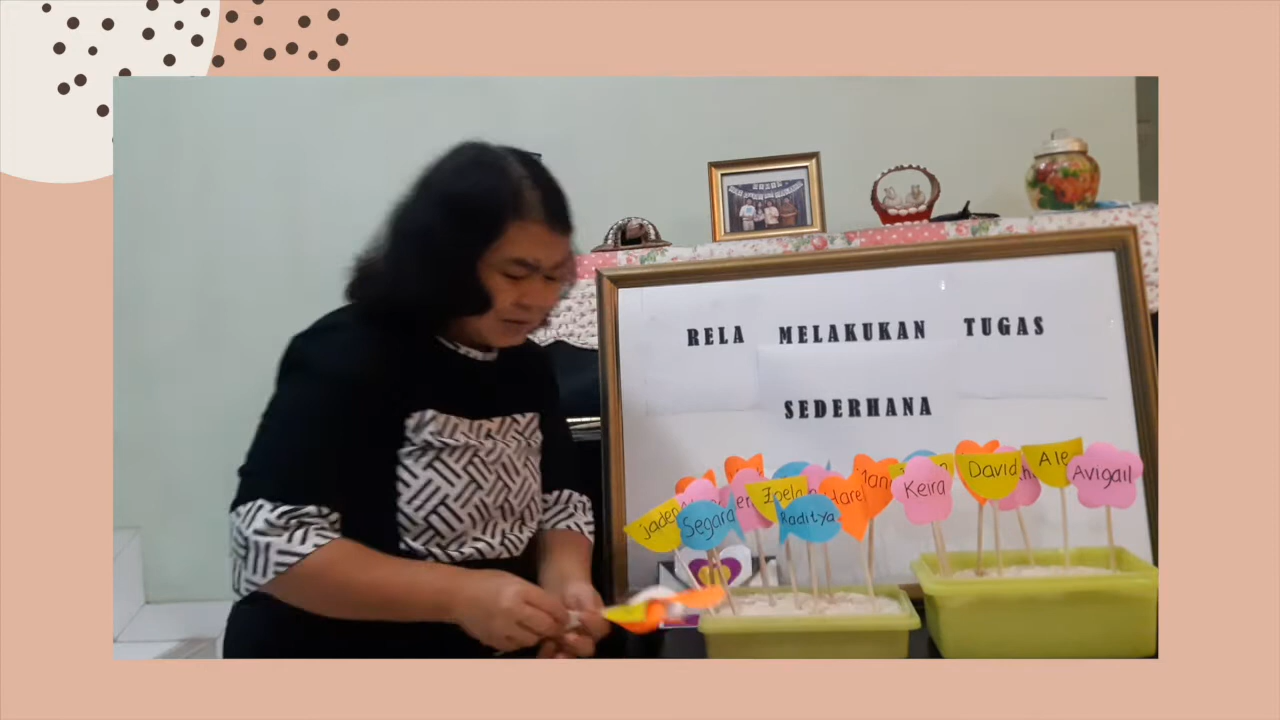 RELA MELAKUKAN TUGAS
SEDERHANA
Jaden
Segara
Zoela
Raditya
Keira
David
Ale
Avigail